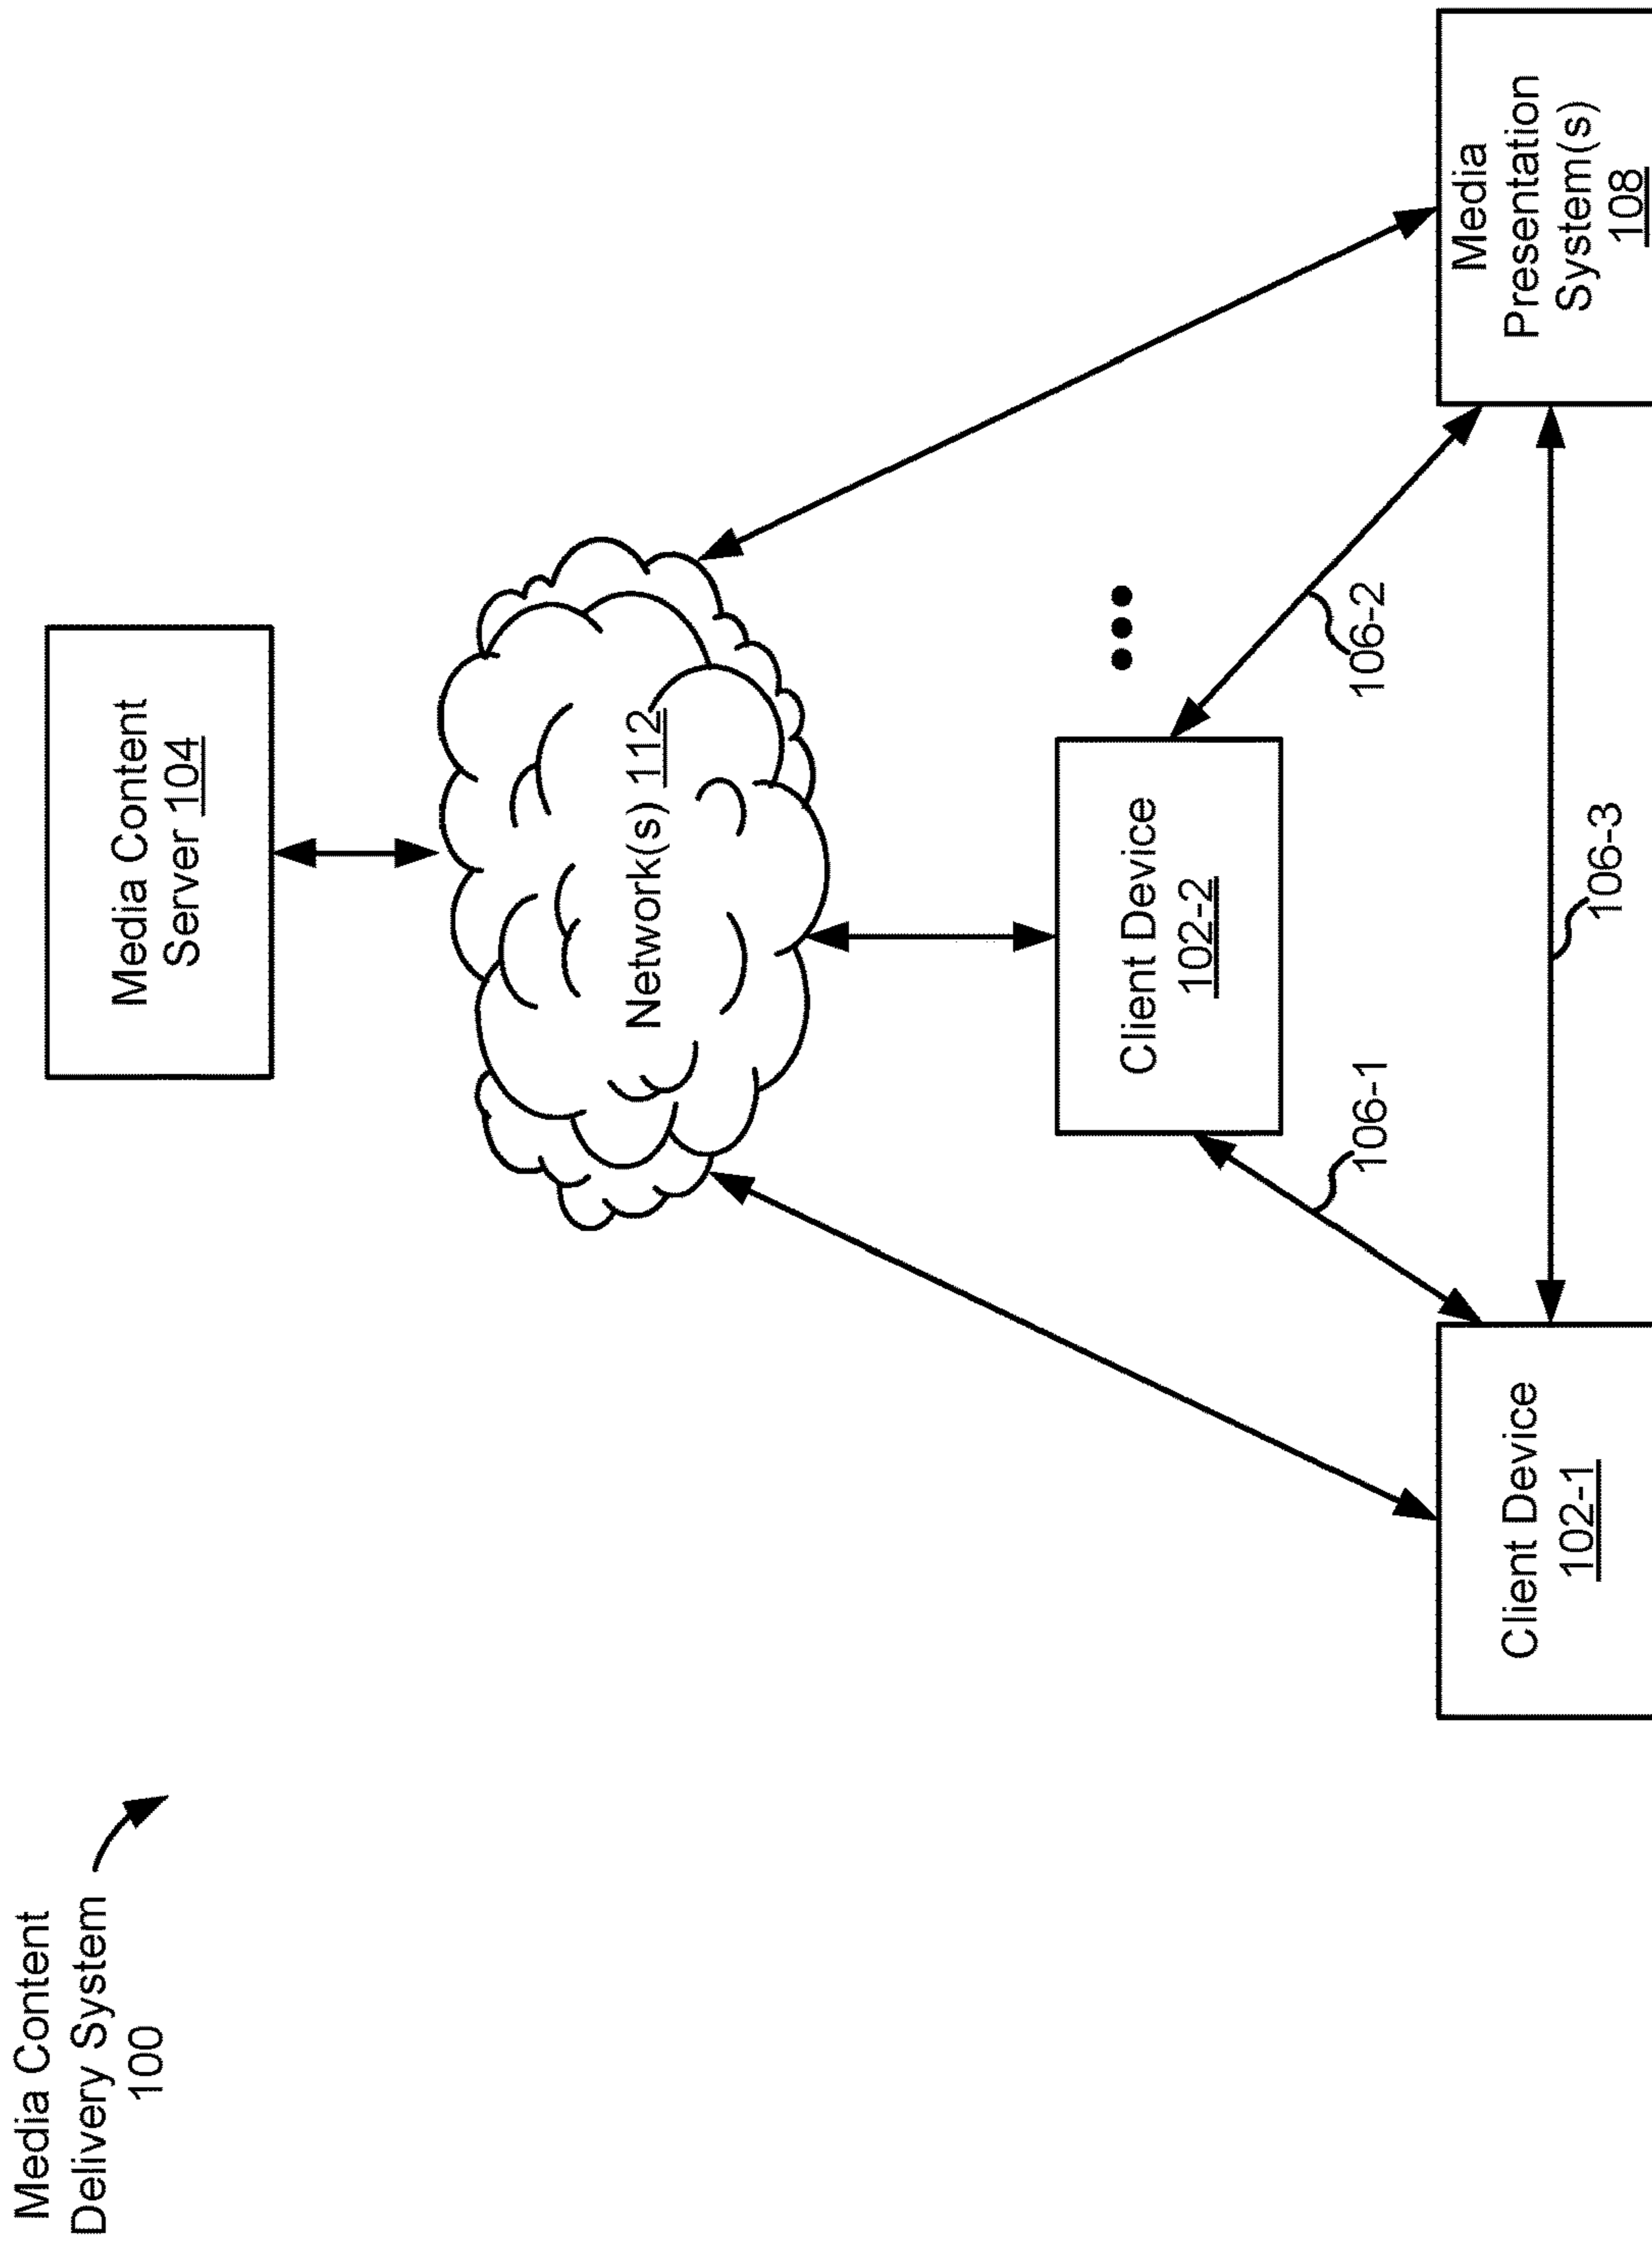 Media Content
Delivery System
100
Media Content
Server 104
Network(s) 112
Client Device
102-2
106-1
106-2
Client Device
102-1
106-3
Media
Presentation
System(s)
108